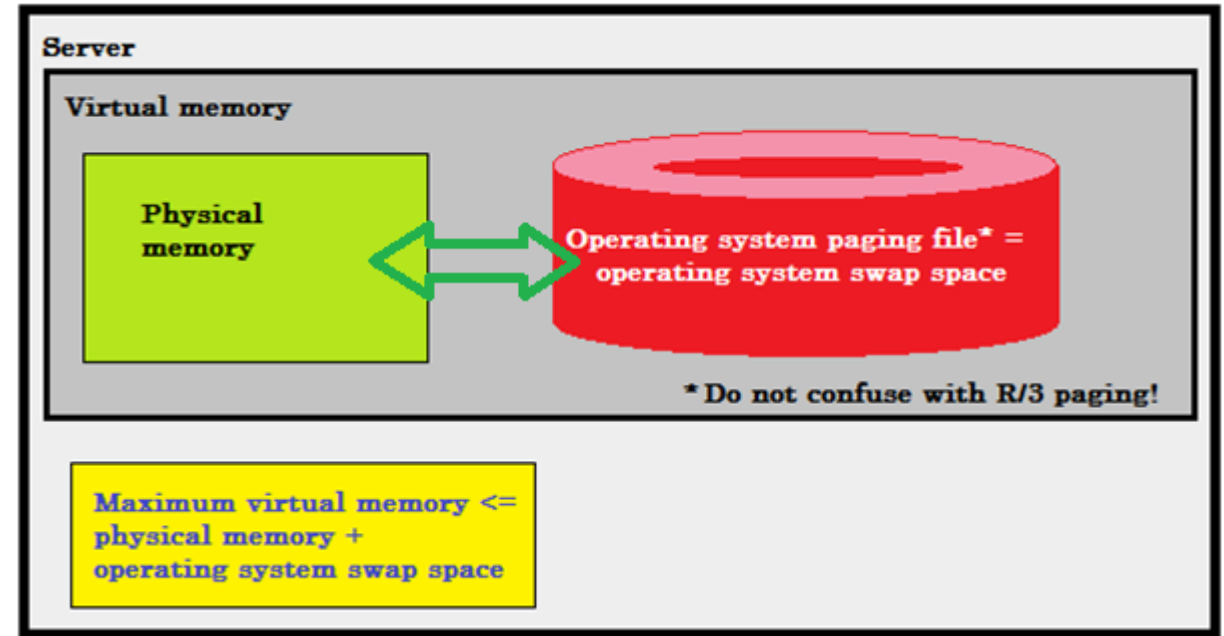 Server
Virtual memory
Physical
memory
Operating system paging file* =
operating system swap space
* Do not confuse with R/3 paging!
Maximum virtual memory <=
physical memory +
operating system swap space